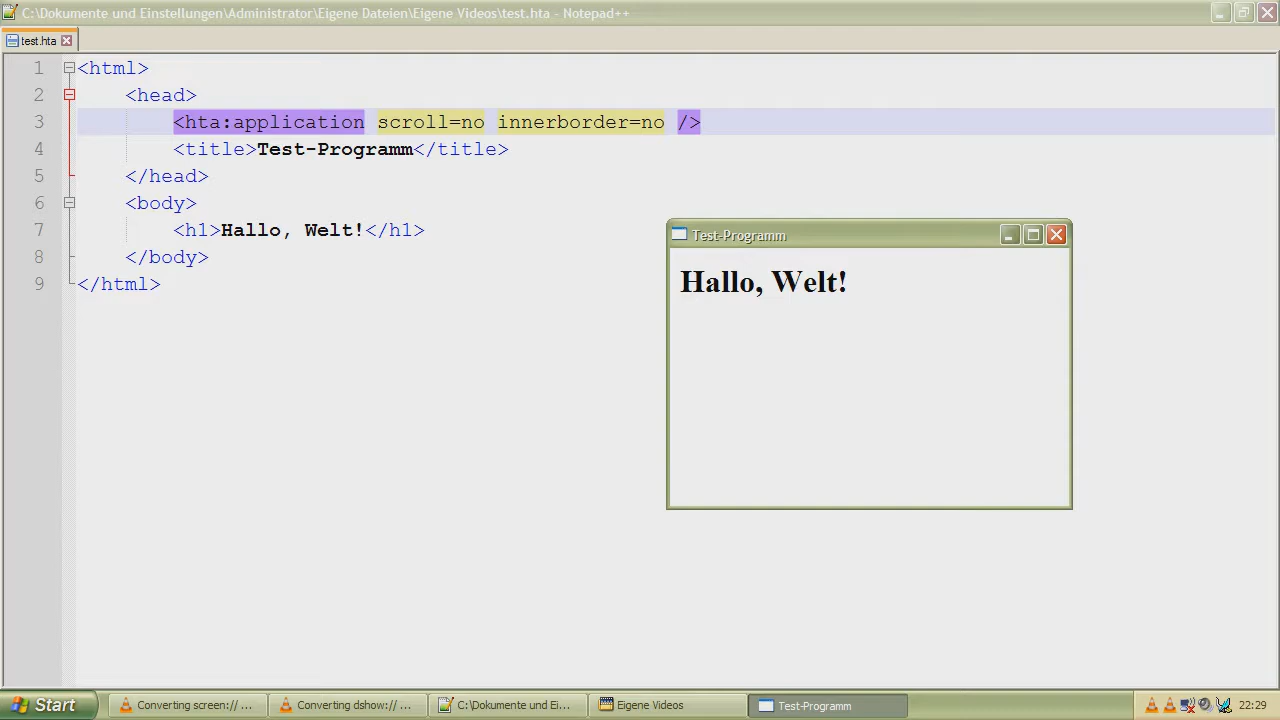 C:\Dokumente und Einstellungen\Administrator\Eigene Dateien\Eigene Videos\test.hta - Notepad++
test.hta
1 <html>
2 <head>
3 <hta:application scroll=no innerborder=no />
4 <title>Test-Programm</title>
5 </head>
6 <body>
7 <h1>Hallo, Welt!</h1>
8 </body>
9 </html>
Test-Programm
Hallo, Welt!
Start
Converting screen:// ...
Converting dshow:// ...
C:\Dokumente und Ei...
Eigene Videos
Test-Programm
22:29